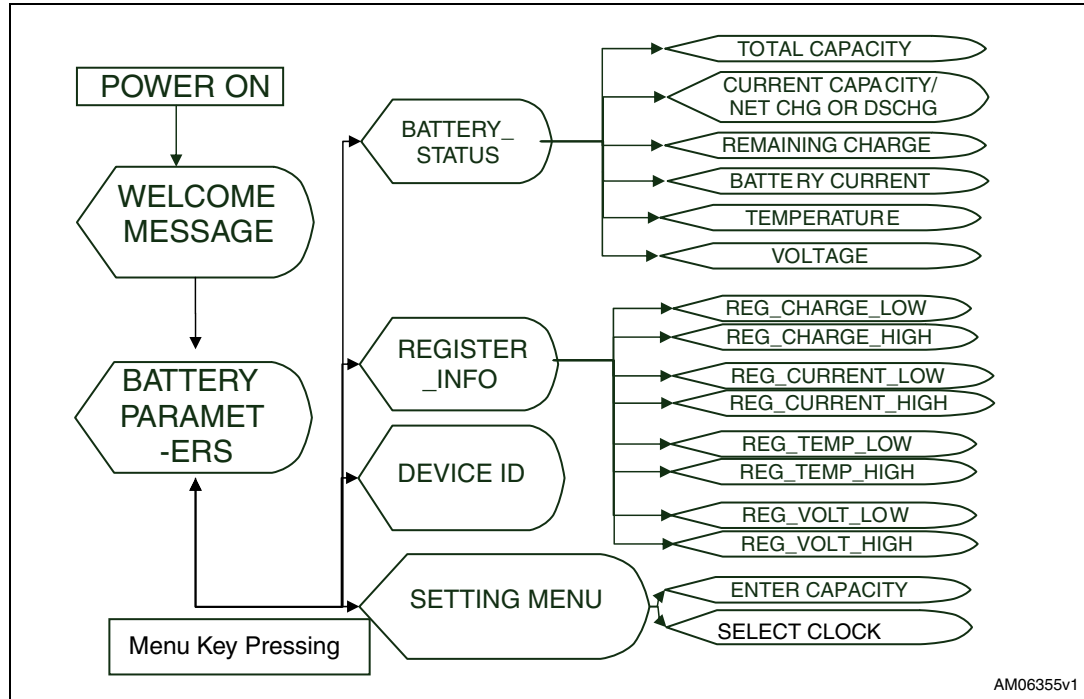 POWER ON
WELCOME
MESSAGE
BATTERY
PARAMET
-ERS
Menu Key Pressing
BATTERY_
STATUS
TOTAL CAPACITY
CURRENT CAPACITY/
NET CHG OR DSCHG
REMAINING CHARGE
BATTERY CURRENT
TEMPERATURE
VOLTAGE
REGISTER
_INFO
REG_CHARGE_LOW
REG_CHARGE_HIGH
REG_CURRENT_LOW
REG_CURRENT_HIGH
REG_TEMP_LOW
REG_TEMP_HIGH
REG_VOLT_LOW
REG_VOLT_HIGH
DEVICE ID
SETTING MENU
ENTER CAPACITY
SELECT CLOCK
AM06355v1